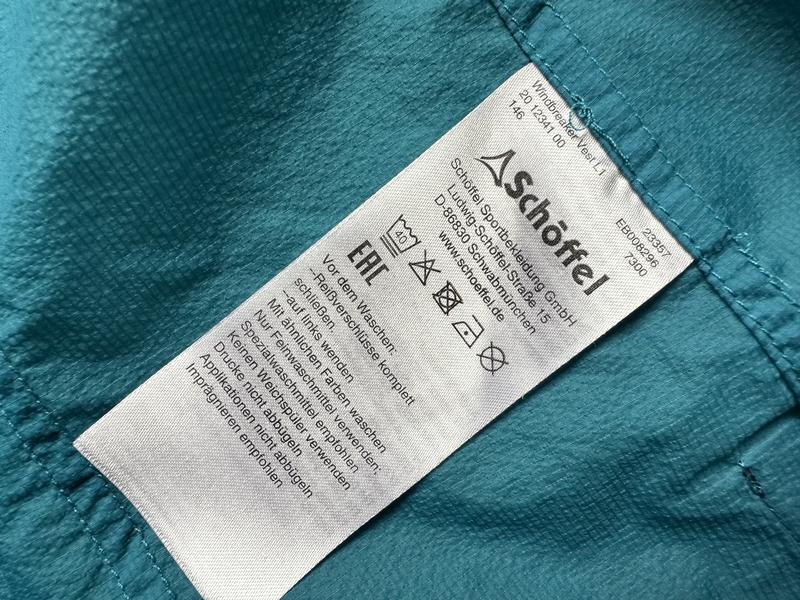 Windbreaker Vest L1
20 12341 00
146
23357
EB008296
7300
Schöffel
Schöffel Sportbekleidung GmbH
Ludwig-Schöffel-Straße 15
D-86830 Schwabmünchen
www.schoeffel.de
40
EAC
Vor dem Waschen:
-Reißverschlüsse komplett
schließen.
-auf links wenden
Mit ähnlichen Farben waschen
Nur Feinwaschmittel verwenden:
Spezialwaschmittel empfohlen
Keinen Weichspüler verwenden
Drucke nicht abbügeln
Applikationen nicht abbügeln
Imprägnieren empfohlen